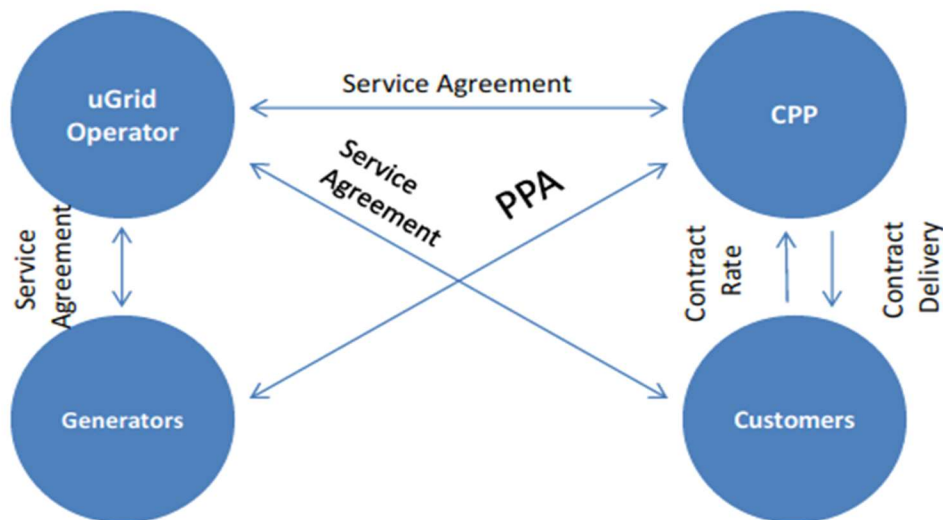 uGrid
Operator
Service Agreement
CPP
Service
Agreement
PPA
Service
Agreement
Contract
Rate
Contract
Delivery
Generators
Customers